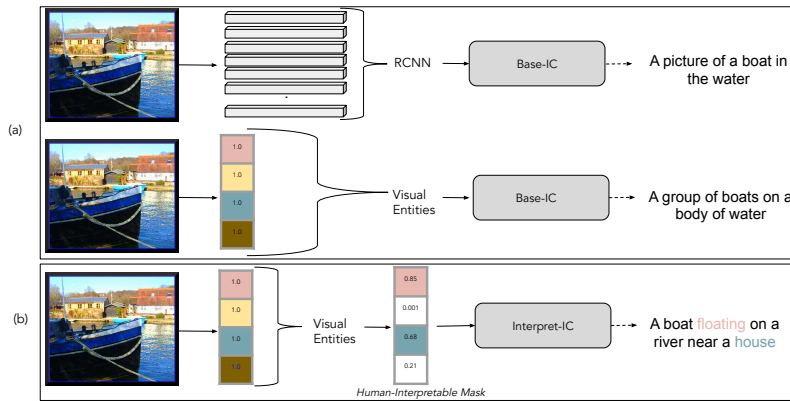 (a)
RCNN
Base-IC
A picture of a boat in
the water
1.0
1.0
1.0
1.0
Visual
Entities
Base-IC
A group of boats on a
body of water
(b)
1.0
1.0
1.0
1.0
Visual
Entities
0.85
0.001
0.68
0.21
Human-Interpretable Mask
Interpret-IC
A boat floating on a
river near a house